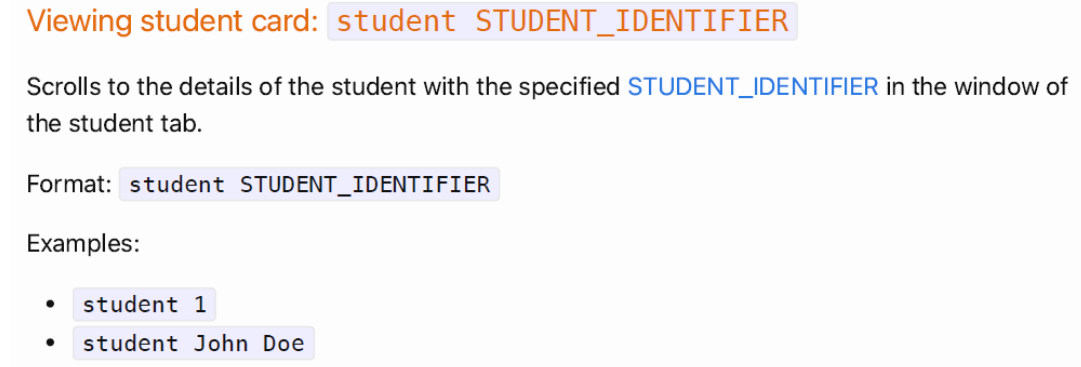 Viewing student card: student STUDENT_IDENTIFIER
Scrolls to the details of the student with the specified STUDENT_IDENTIFIER in the window of
the student tab.
Format: student STUDENT_IDENTIFIER
Examples:
• student 1
• student John Doe